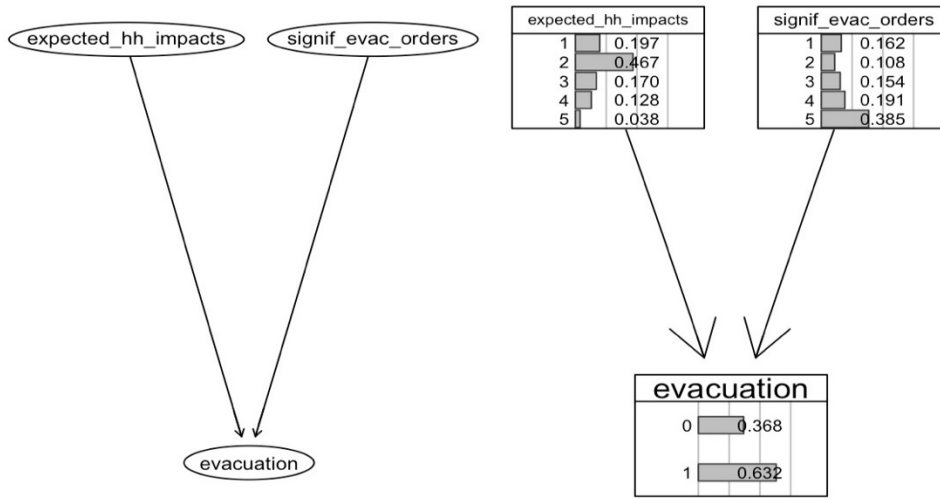 expected_hh_impacts
signif_evac_orders
evacuation
expected_hh_impacts
1 0.197
2 0.467
3 0.170
4 0.128
5 0.038
signif_evac_orders
1 0.162
2 0.108
3 0.154
4 0.191
5 0.385
evacuation
0 0.368
1 0.632